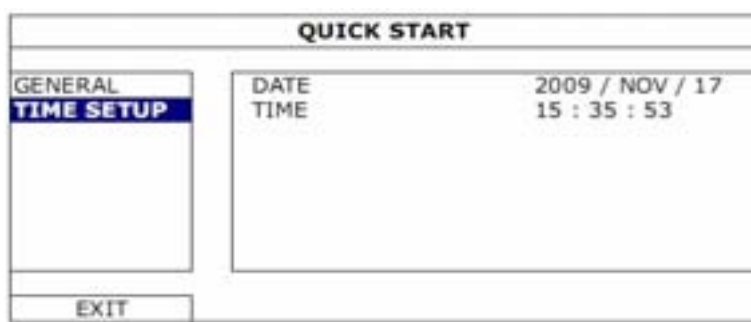 QUICK START
GENERAL
TIME SETUP
DATE 2009 / NOV / 17
TIME 15 : 35 : 53
EXIT